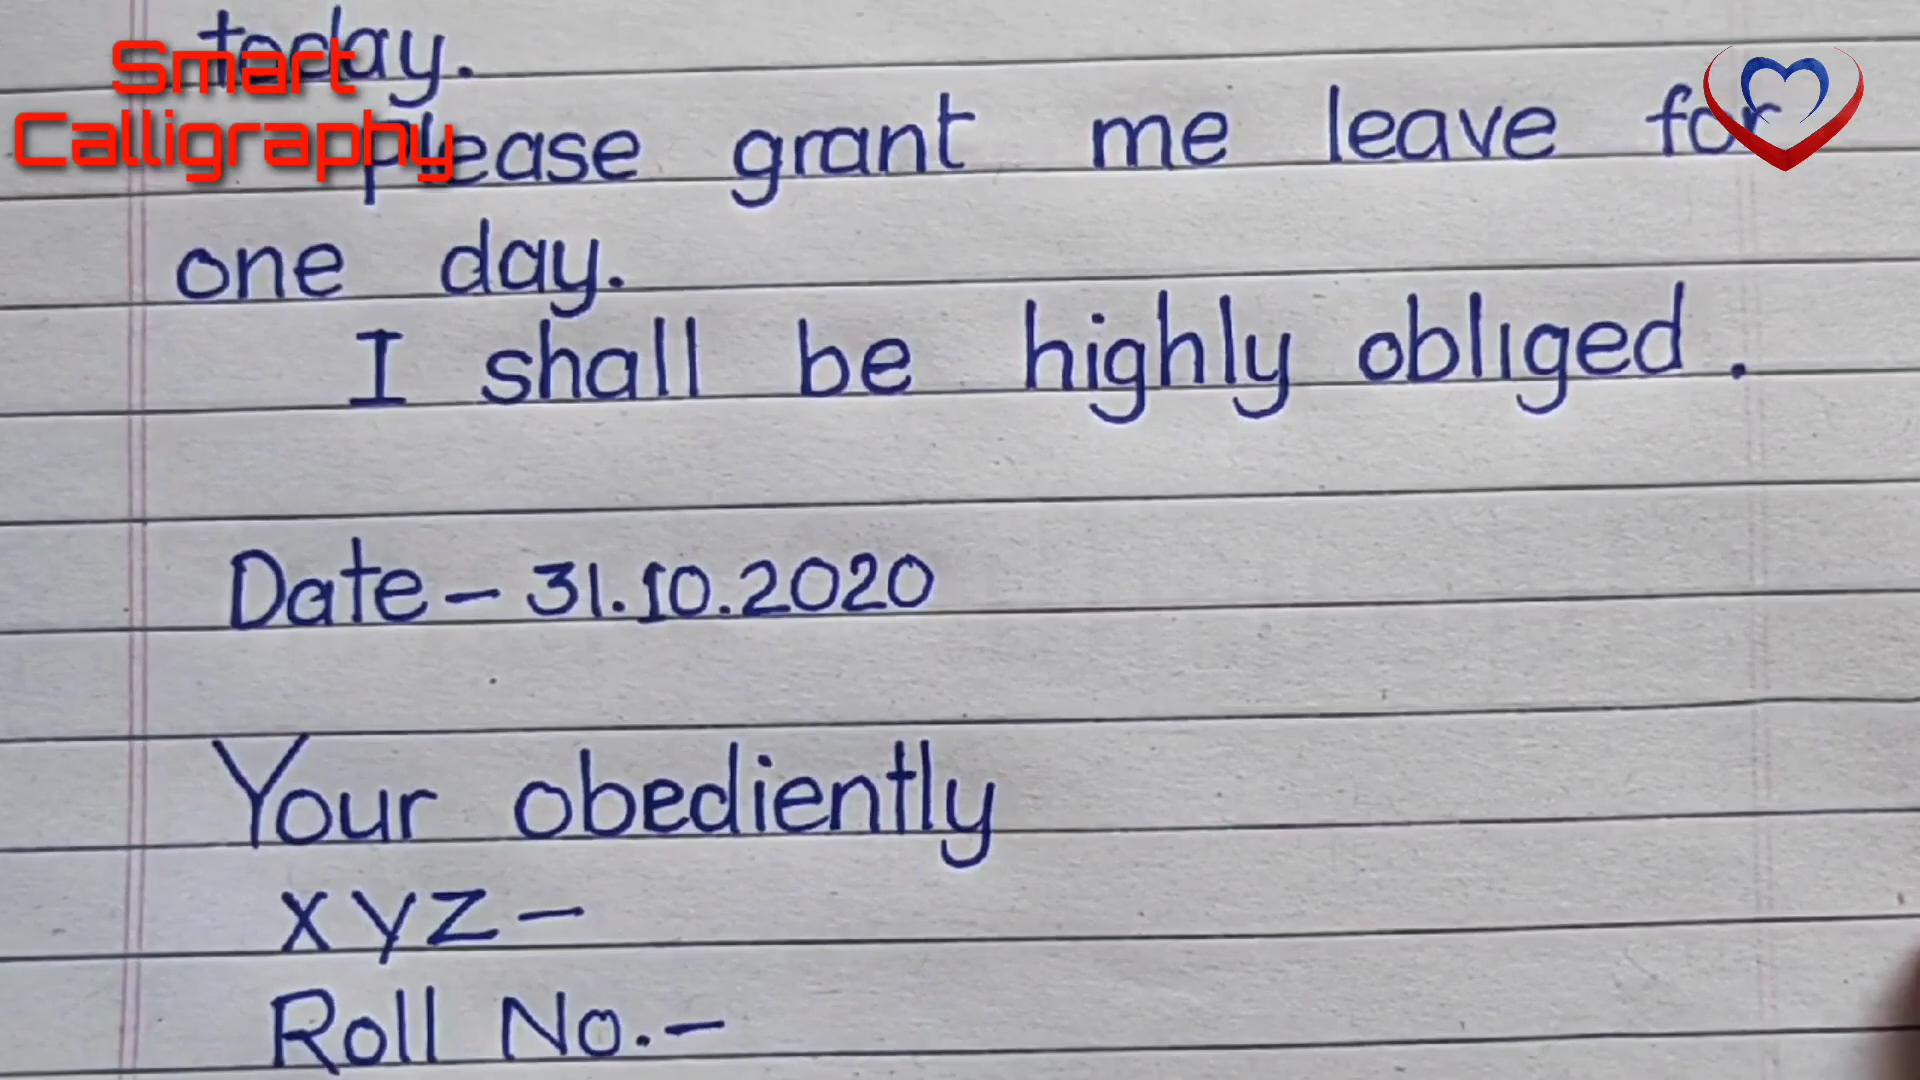 today.
Smart
Calligraphy
please grant me leave for
one day.
I shall be highly obliged.
Date - 31.10.2020
Your obediently
XYZ -
Roll No. -